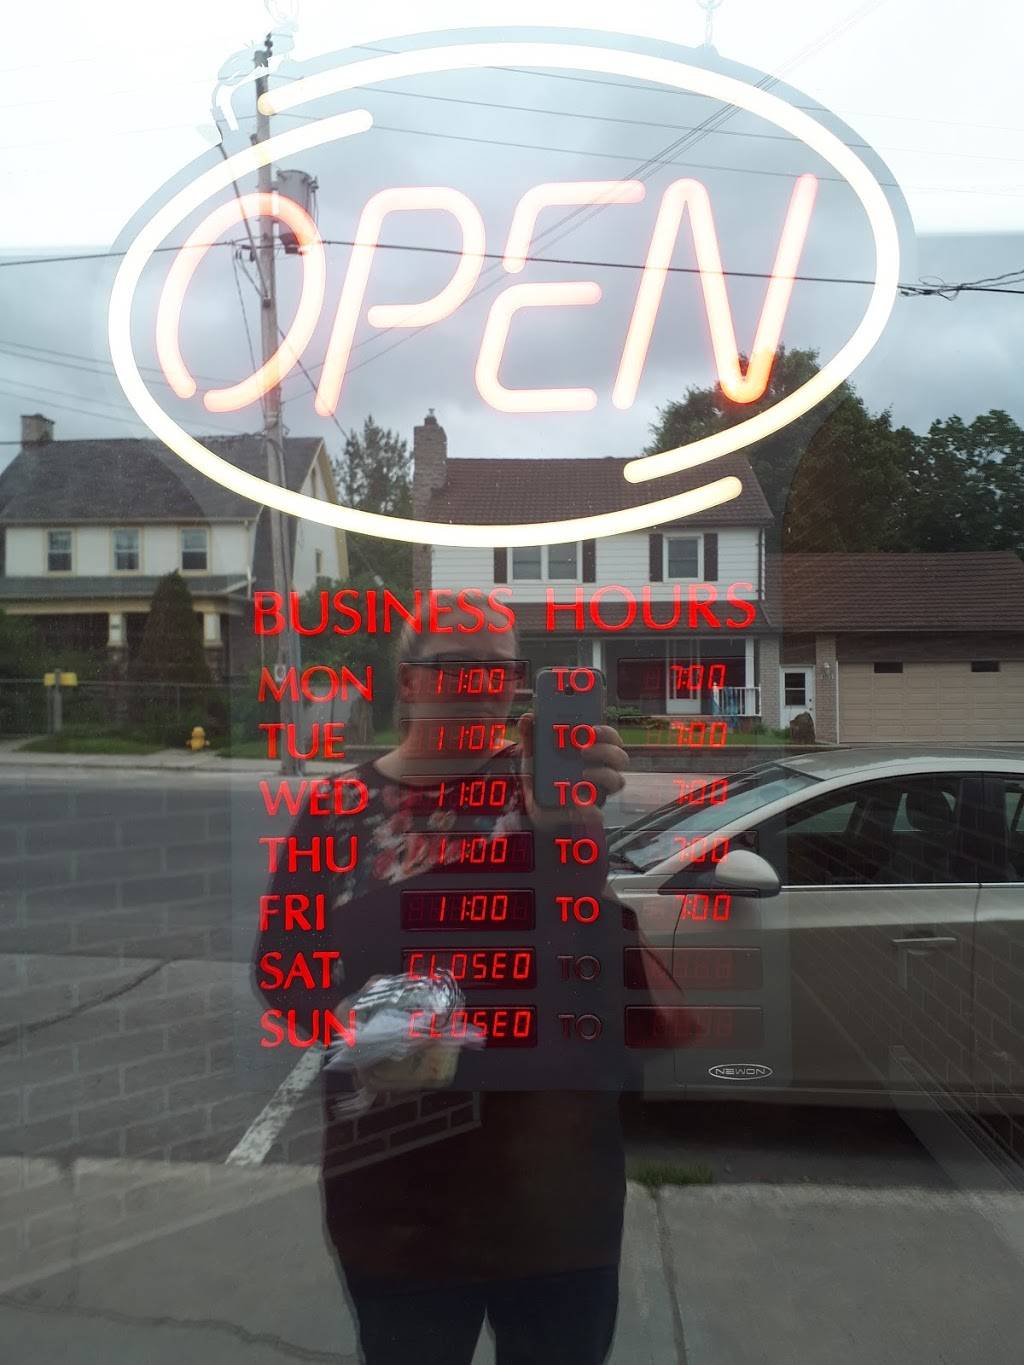 OPEN
BUSINESS HOURS
MON 11:00 TO 7:00
TUE 11:00 TO 7:00
WED 11:00 TO 7:00
THU 11:00 TO 7:00
FRI 11:00 TO 7:00
SAT CLOSED TO
SUN CLOSED TO
NEWON